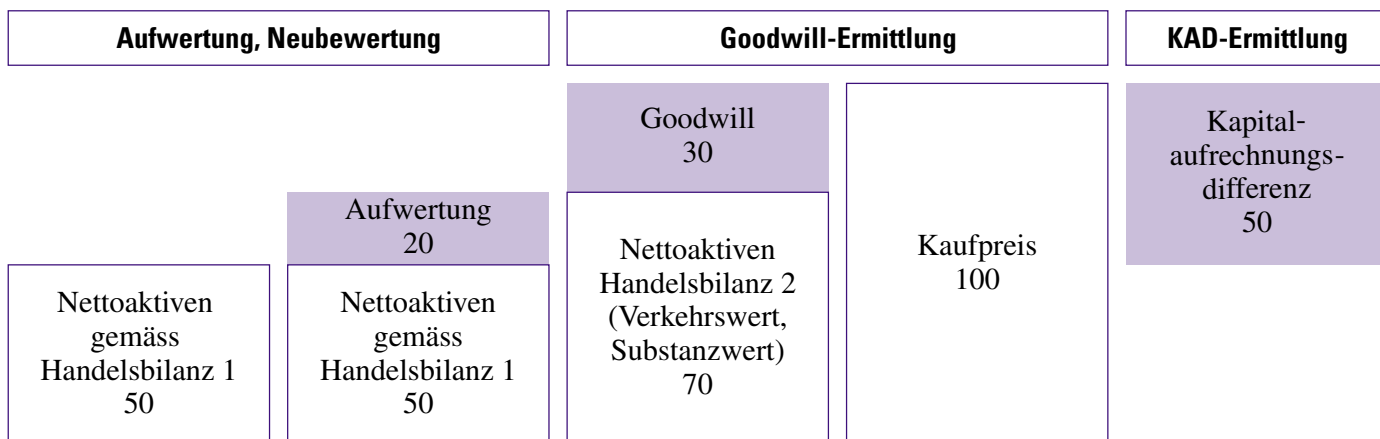 Aufwertung, Neubewertung
Goodwill-Ermittlung
KAD-Ermittlung
Nettoaktiven
gemäss
Handelsbilanz 1
50
Aufwertung
20
Nettoaktiven
gemäss
Handelsbilanz 1
50
Goodwill
30
Nettoaktiven
Handelsbilanz 2
(Verkehrswert,
Substanzwert)
70
Kaufpreis
100
Kapital-
aufrechnungs-
differenz
50